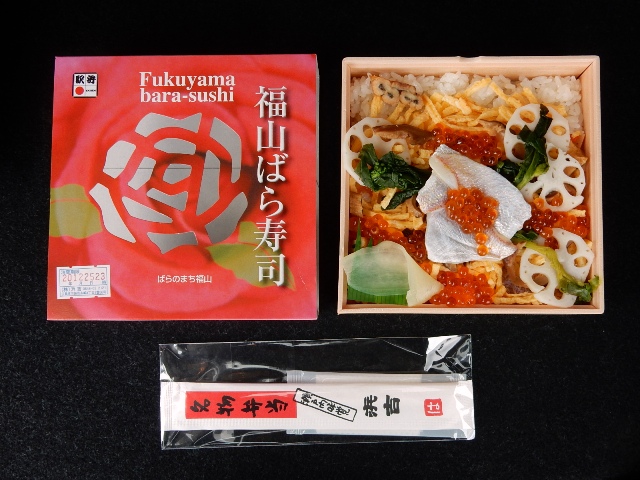 駅弁
Fukuyama
bara-sushi
福山ばら寿司
ばらのまち福山
名物弁当
浜吉
は